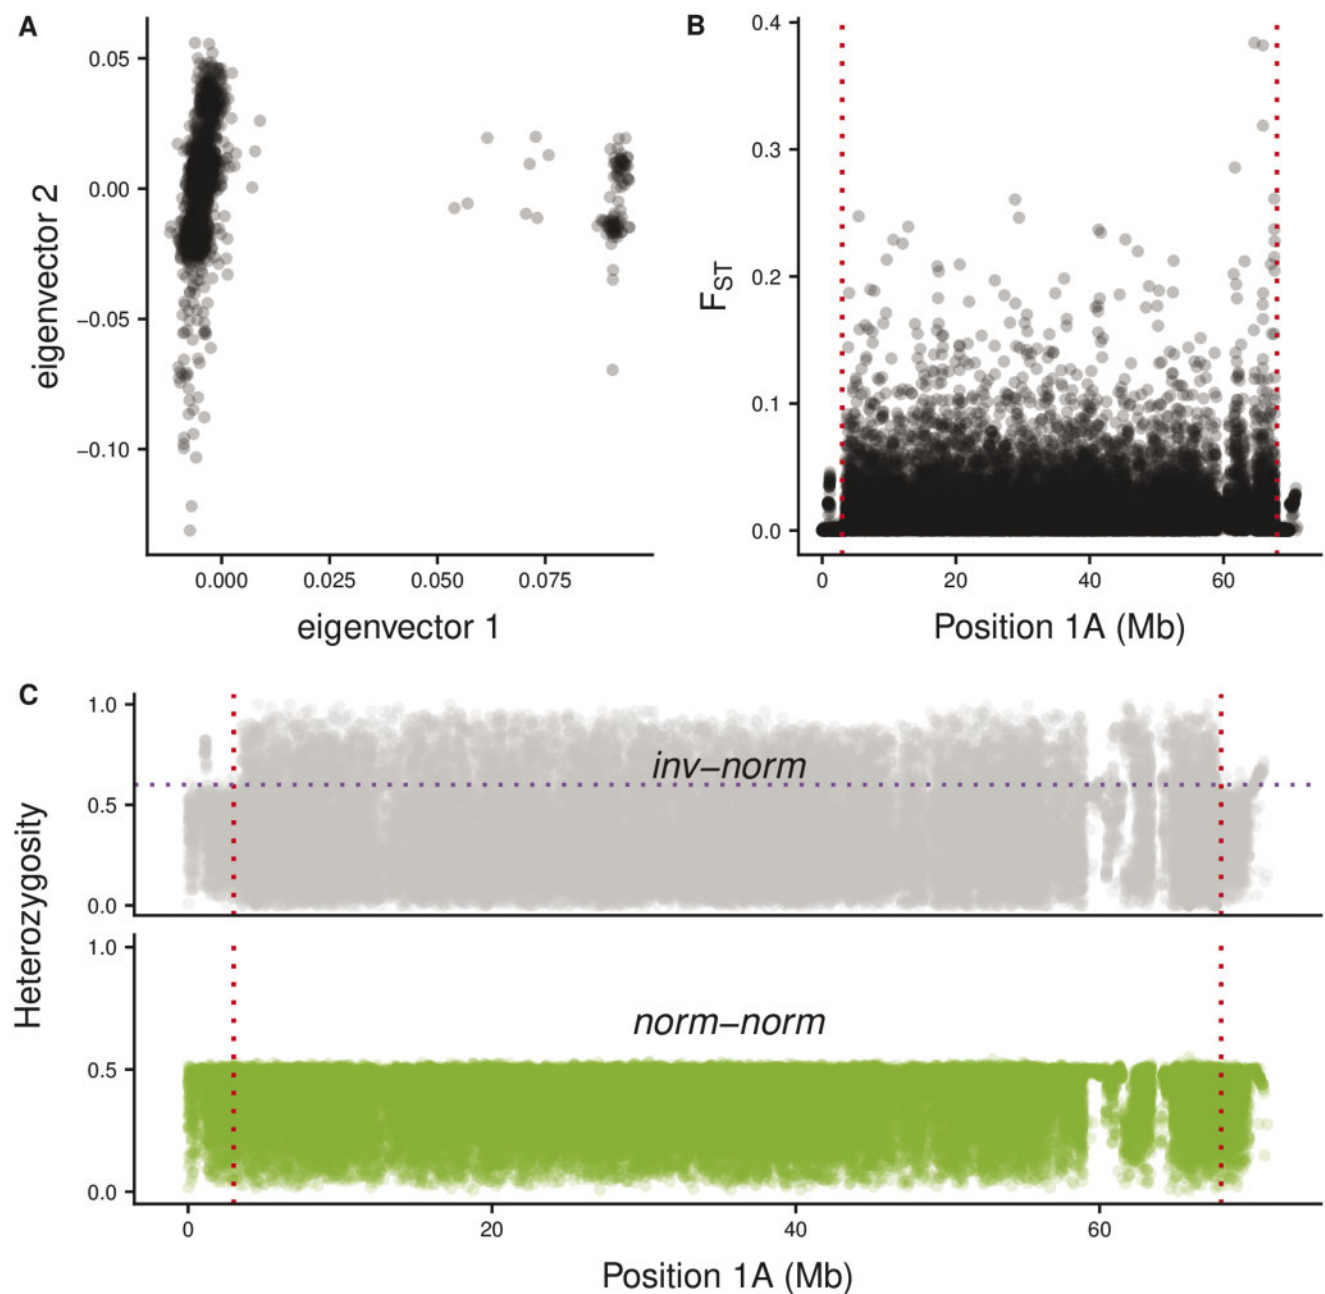 A
0.05
0.00
−0.05
−0.10
eigenvector 2
0.000 0.025 0.050 0.075
eigenvector 1
B
0.4
0.3
0.2
0.1
0.0
FST
0 20 40 60
Position 1A (Mb)
C
1.0
0.5
0.0
inv−norm
Heterozygosity
1.0
0.5
0.0
norm−norm
0 20 40 60
Position 1A (Mb)